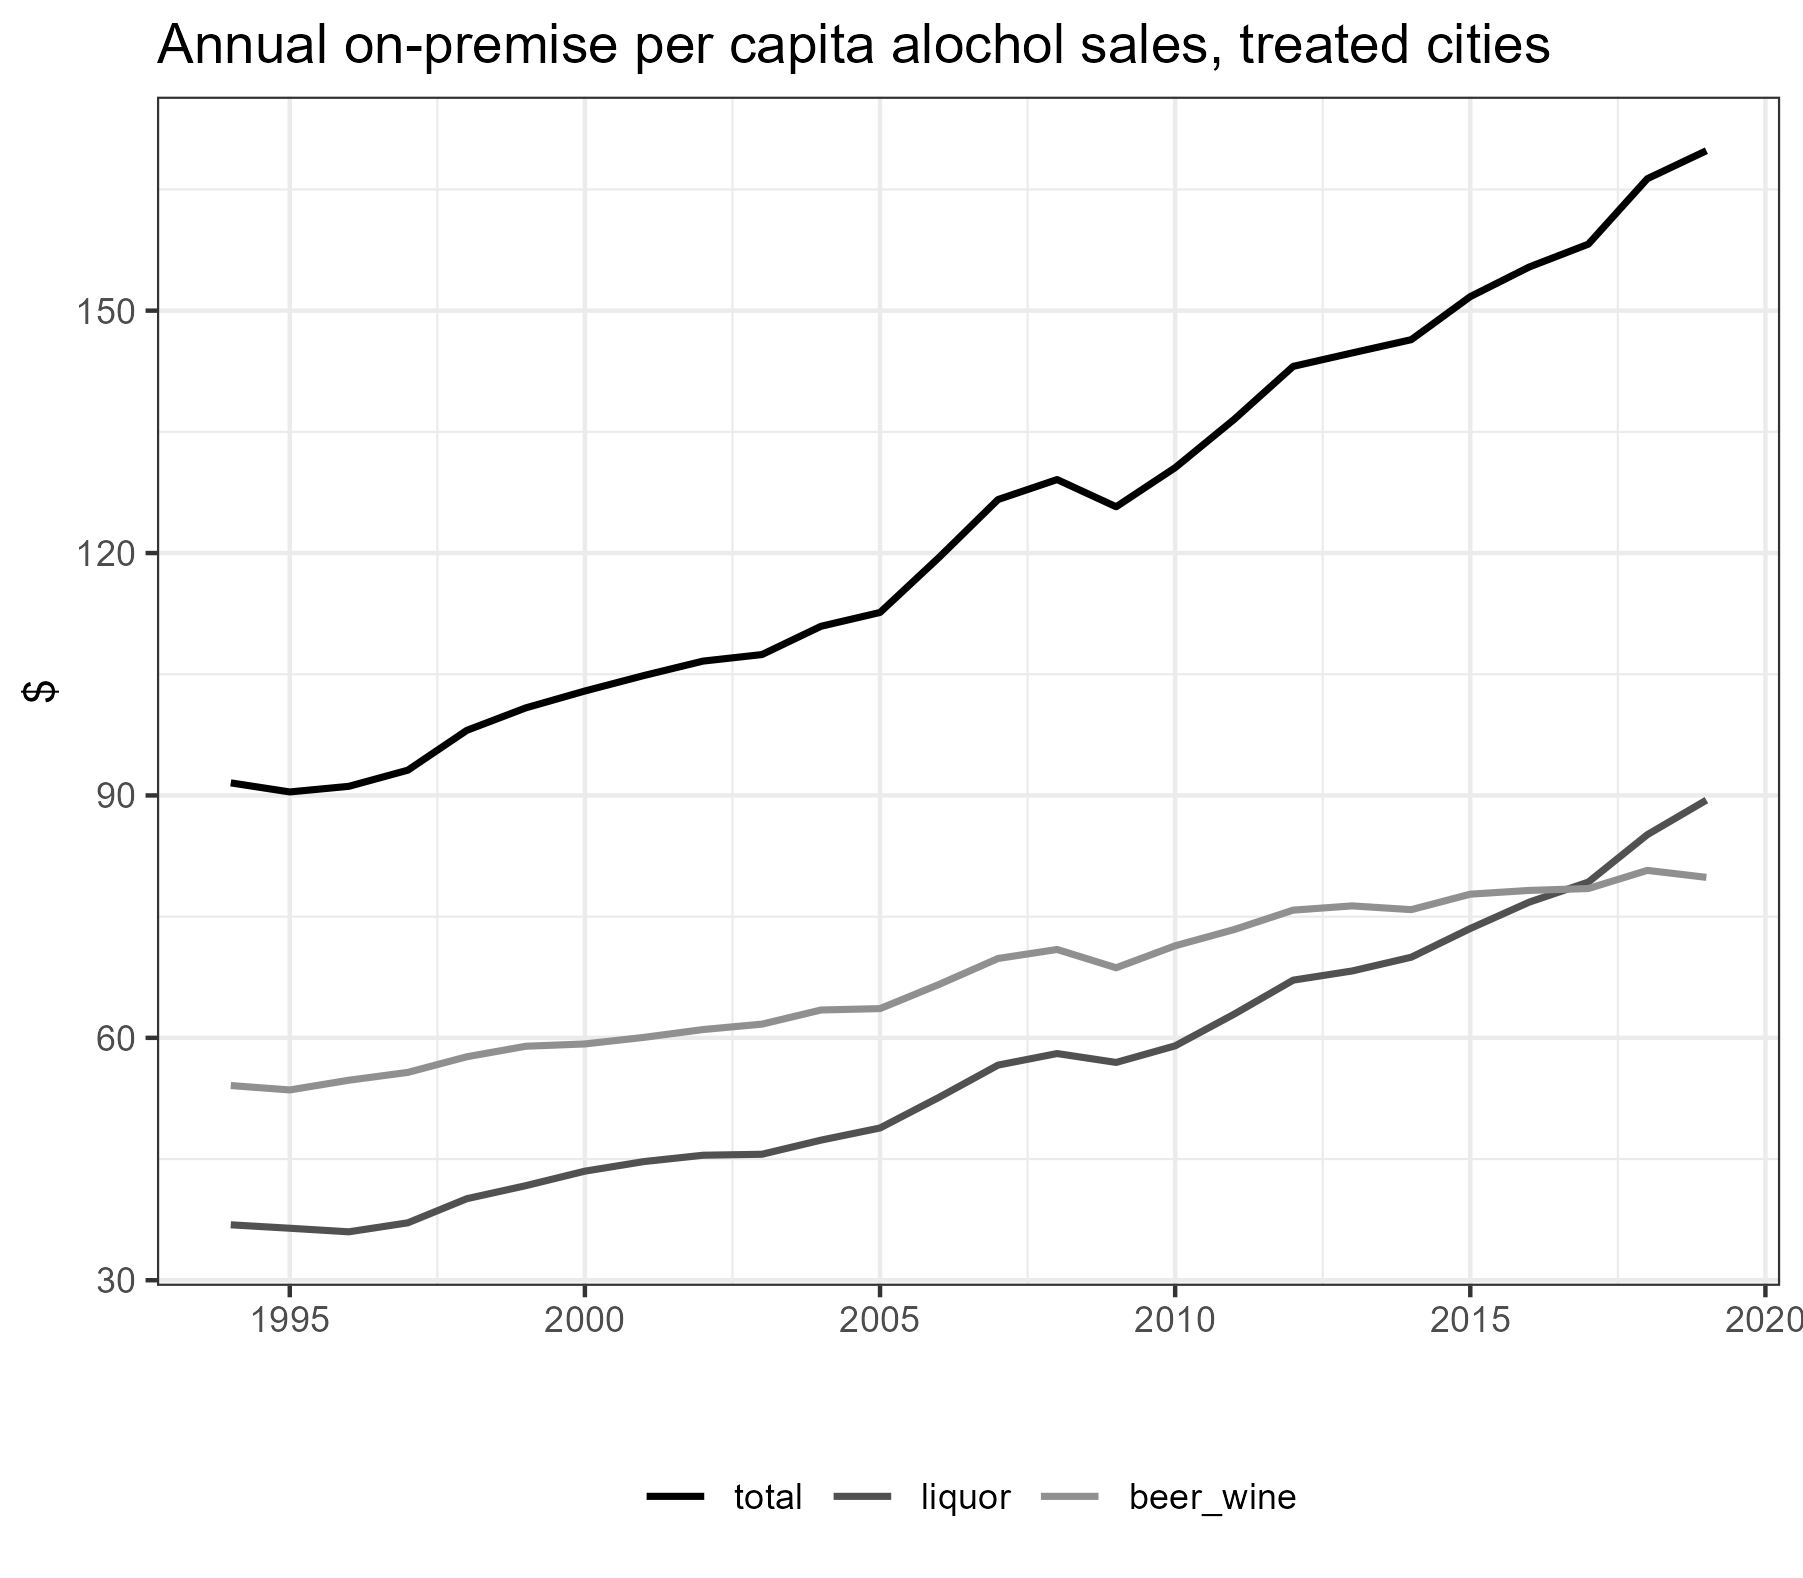 Annual on-premise per capita alochol sales, treated cities
150
120
90
60
30
$
1995 2000 2005 2010 2015 2020
total liquor beer_wine